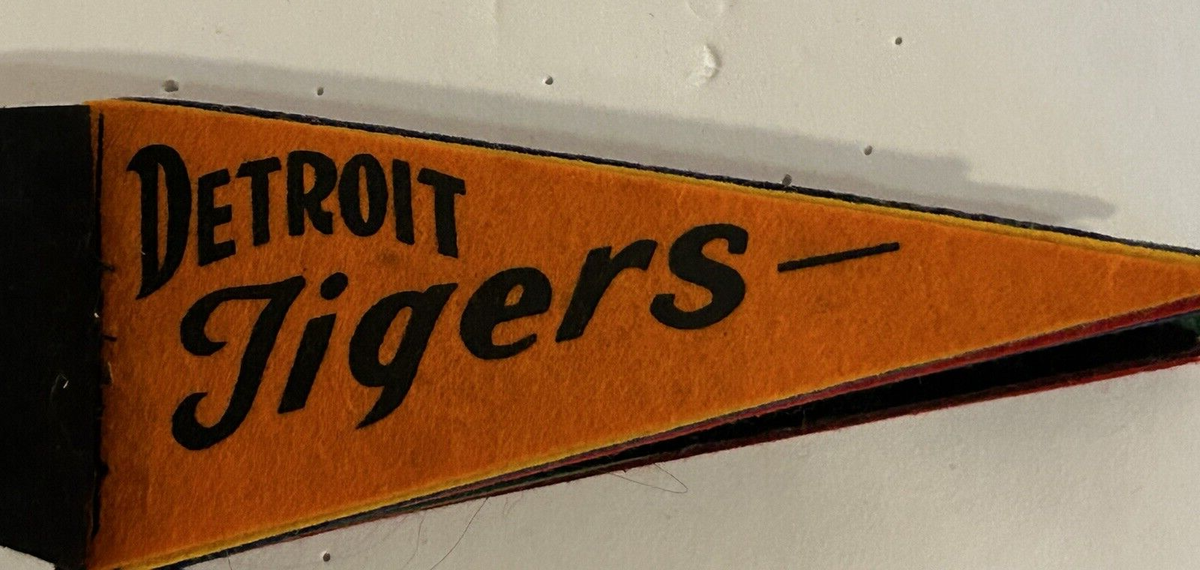 DETROIT
Tigers —